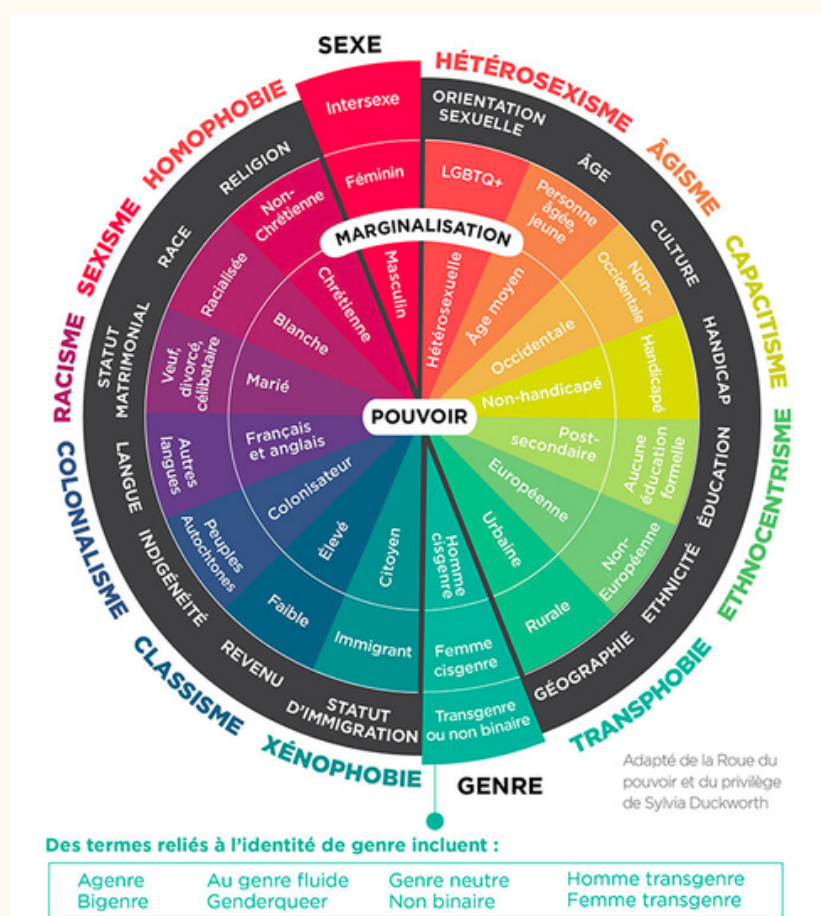 SEXE
HÉTÉROSEXISME
ÂGISME
CAPACITISME
ETHNOCENTRISME
TRANSPHOBIE
GENRE
XÉNOPHOBIE
CLASSISME
COLONIALISME
RACISME
SEXISME
HOMOPHOBIE
ORIENTATION
SEXUELLE
ÂGE
CULTURE
HANDICAP
ÉDUCATION
ETHNICITÉ
GÉOGRAPHIE
STATUT
D'IMMIGRATION
REVENU
INDIGÉNÉITÉ
LANGUE
STATUT
MATRIMONIAL
RACE
RELIGION
Intersexe
Féminin
LGBTQ+
Personne
âgée,
jeune
Non-
Occidentale
Handicapé
Aucune
éducation
formelle
Non-
Européenne
Rurale
Femme
cisgenre
Transgenre
ou non binaire
Immigrant
Faible
Peuples
Autochtones
Autres
langues
Veuf,
divorcé,
célibataire
Racialisée
Non-
Chrétienne
MARGINALISATION
Masculin
Hétérosexuelle
Âge moyen
Occidentale
Non-handicapé
Post-
secondaire
Européenne
Urbaine
Homme
cisgenre
Citoyen
Élevé
Colonisateur
Français
et anglais
Marié
Blanche
Chrétienne
POUVOIR
Adapté de la Roue du
pouvoir et du privilège
de Sylvia Duckworth
Des termes reliés à l'identité de genre incluent :
Agenre Au genre fluide Genre neutre Homme transgenre
Bigenre Genderqueer Non binaire Femme transgenre